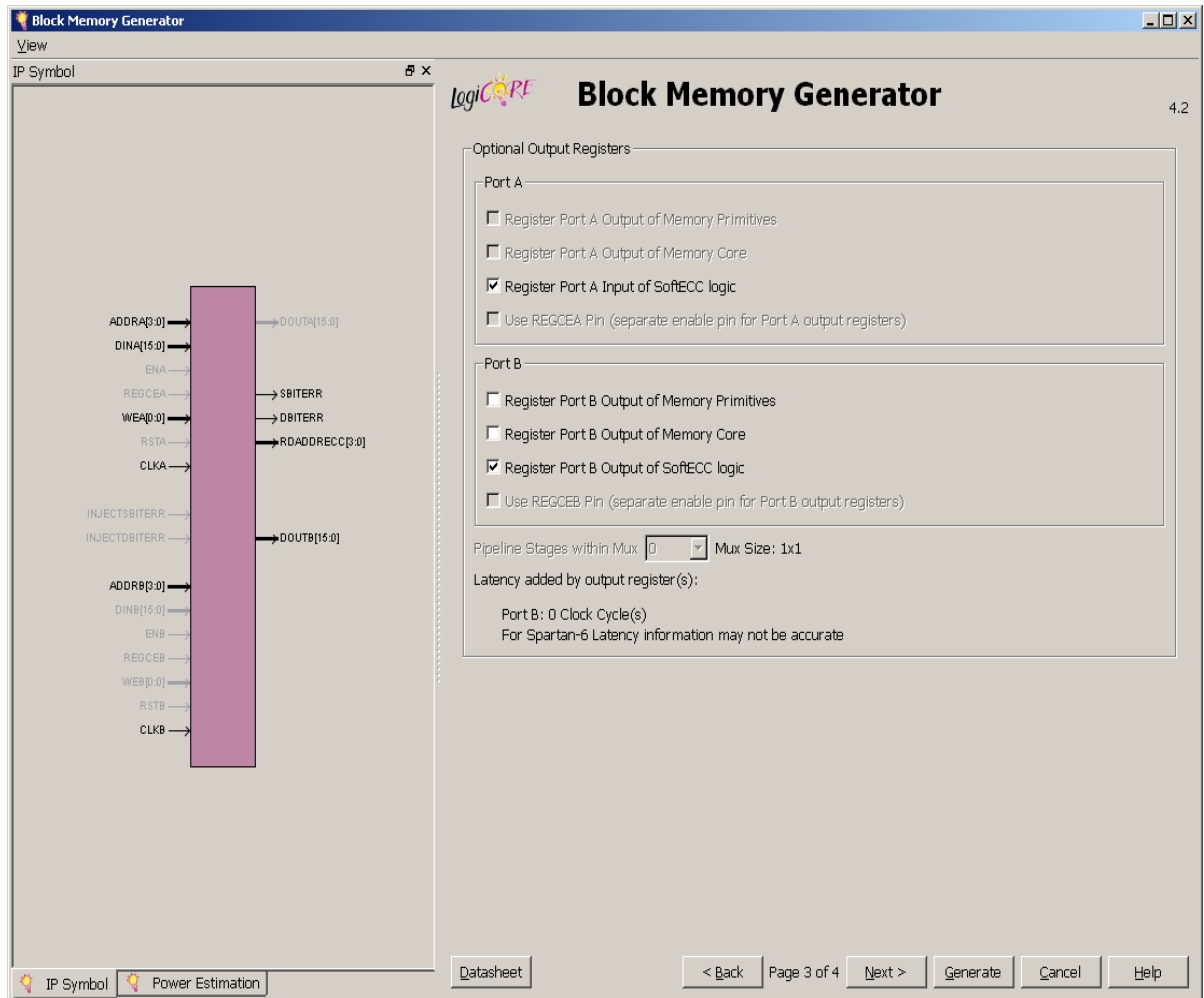 Block Memory Generator
View
IP Symbol
LogiCORE
Block Memory Generator
4.2
ADDRA[3:0]
DOUTA[15:0]
DINA[15:0]
ENA
REGCEA
SBITERR
WEA[0:0]
DBITERR
RSTA
RDADDRECC[3:0]
CLKA
INJECTSBITERR
INJECTDBITERR
DOUTB[15:0]
ADDRB[3:0]
DINB[15:0]
ENB
REGCEB
WEB[0:0]
RSTB
CLKB
Optional Output Registers
Port A
Register Port A Output of Memory Primitives
Register Port A Output of Memory Core
Register Port A Input of SoftECC logic
Use REGCEA Pin (separate enable pin for Port A output registers)
Port B
Register Port B Output of Memory Primitives
Register Port B Output of Memory Core
Register Port B Output of SoftECC logic
Use REGCEB Pin (separate enable pin for Port B output registers)
Pipeline Stages within Mux 0 Mux Size: 1x1
Latency added by output register(s):
Port B: 0 Clock Cycle(s)
For Spartan-6 Latency information may not be accurate
IP Symbol Power Estimation
Datasheet < Back Page 3 of 4 Next > Generate Cancel Help